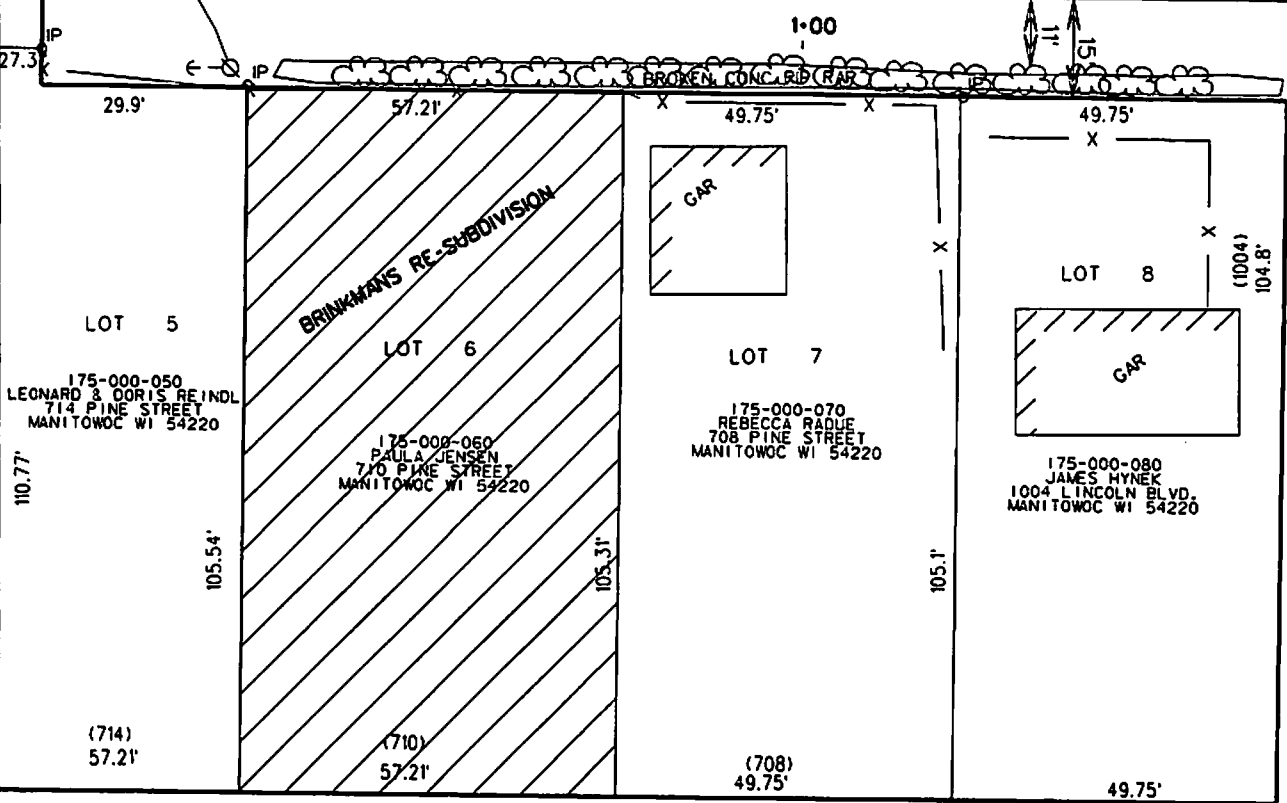 1+00
IP
27.3
IP
BROKEN CONC RIP RAP
IP
11'
15'
29.9'
57.21'
49.75'
49.75'
X
X
X
X
X
X
BRINKMANS RE-SUBDIVISION
GAR
GAR
LOT 5
175-000-050
LEONARD & DORIS REINDL
714 PINE STREET
MANITOWOC WI 54220
110.77'
105.54'
(714)
57.21'
LOT 6
175-000-060
PAULA JENSEN
710 PINE STREET
MANITOWOC WI 54220
105.31'
(710)
57.21'
LOT 7
175-000-070
REBECCA RADUE
708 PINE STREET
MANITOWOC WI 54220
105.1'
(708)
49.75'
LOT 8
(1004)
104.8'
175-000-080
JAMES HYNEK
1004 LINCOLN BLVD.
MANITOWOC WI 54220
49.75'